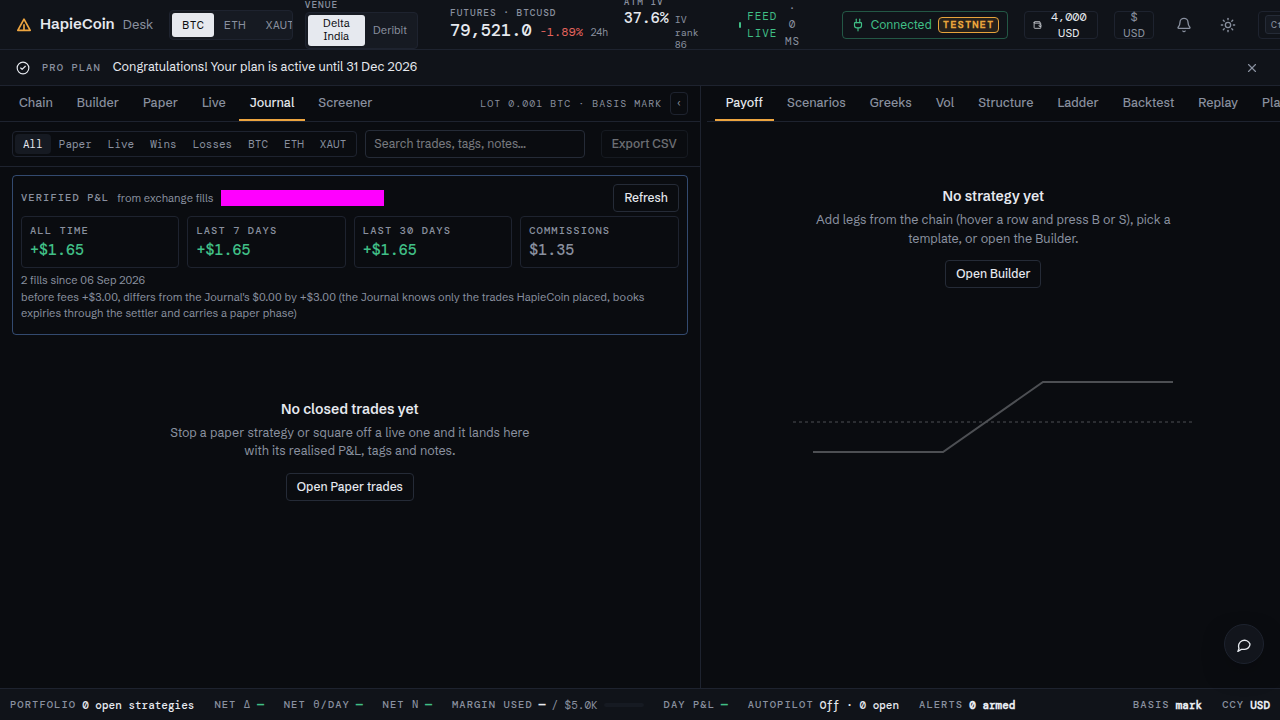 HapieCoin Desk
BTC ETH XAUT
VENUE
Delta India Deribit
FUTURES · BTCUSD
79,521.0 -1.89% 24h
ATM IV
37.6% IV rank 86
FEED LIVE · 0 MS
Connected TESTNET
4,000 USD
$ USD
PRO PLAN Congratulations! Your plan is active until 31 Dec 2026
Chain Builder Paper Live Journal Screener
LOT 0.001 BTC · BASIS MARK
Payoff Scenarios Greeks Vol Structure Ladder Backtest Replay
All Paper Live Wins Losses BTC ETH XAUT
Search trades, tags, notes...
Export CSV
VERIFIED P&L from exchange fills
Refresh
ALL TIME
+$1.65
LAST 7 DAYS
+$1.65
LAST 30 DAYS
+$1.65
COMMISSIONS
$1.35
2 fills since 06 Sep 2026
before fees +$3.00, differs from the Journal's $0.00 by +$3.00 (the Journal knows only the trades HapieCoin placed, books
expiries through the settler and carries a paper phase)
No closed trades yet
Stop a paper strategy or square off a live one and it lands here
with its realised P&L, tags and notes.
Open Paper trades
No strategy yet
Add legs from the chain (hover a row and press B or S), pick a
template, or open the Builder.
Open Builder
PORTFOLIO 0 open strategies NET Δ — NET Θ/DAY — NET N — MARGIN USED — / $5.0K DAY P&L — AUTOPILOT Off · 0 open ALERTS 0 armed BASIS mark CCY USD